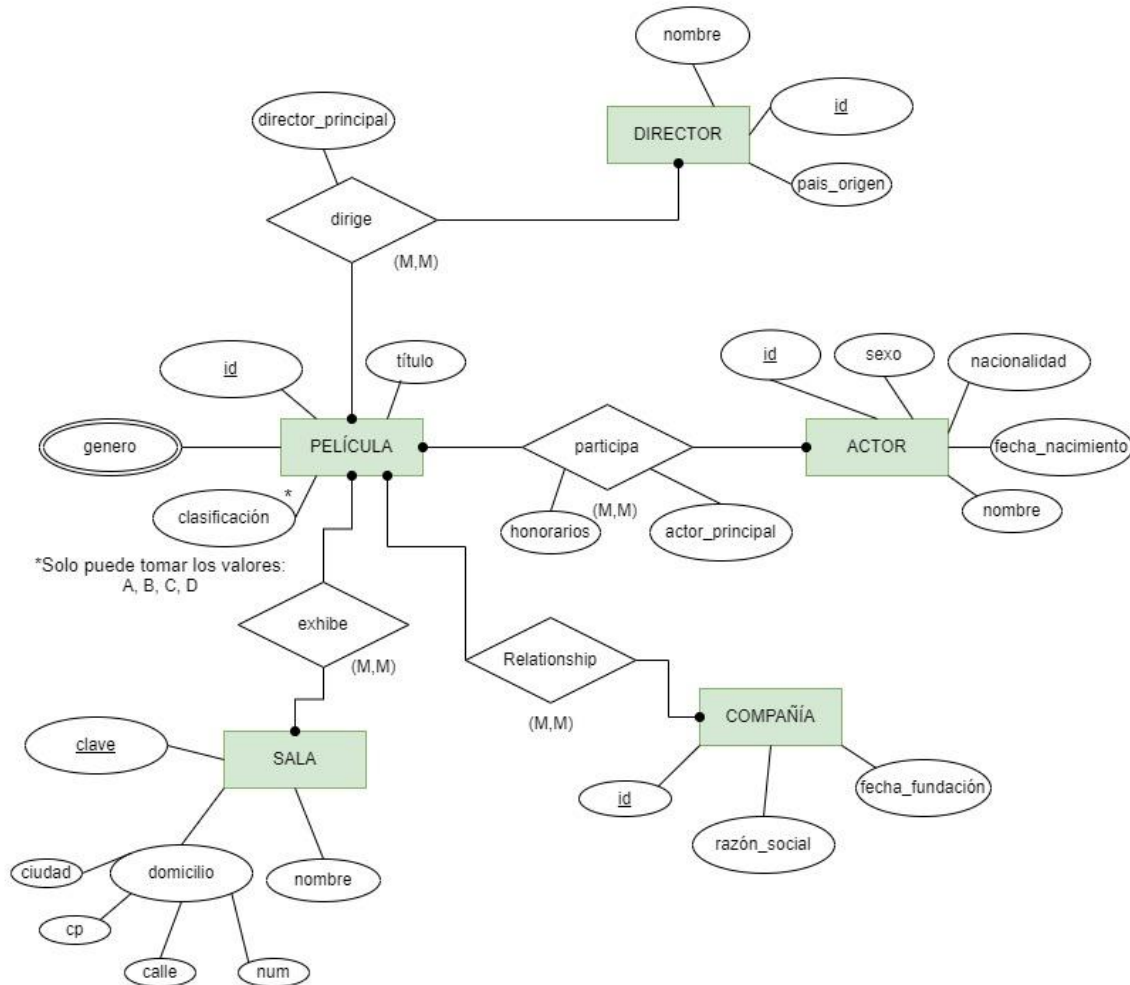 nombre
director_principal
id
DIRECTOR
pais_origen
dirige
(M,M)
id
título
id
sexo
nacionalidad
genero
PELÍCULA
participa
ACTOR
fecha_nacimiento
*
clasificación
honorarios
(M,M)
actor_principal
nombre
*Solo puede tomar los valores:
A, B, C, D
exhibe
(M,M)
Relationship
(M,M)
COMPAÑÍA
clave
SALA
fecha_fundación
id
razón_social
ciudad
domicilio
nombre
cp
calle
num